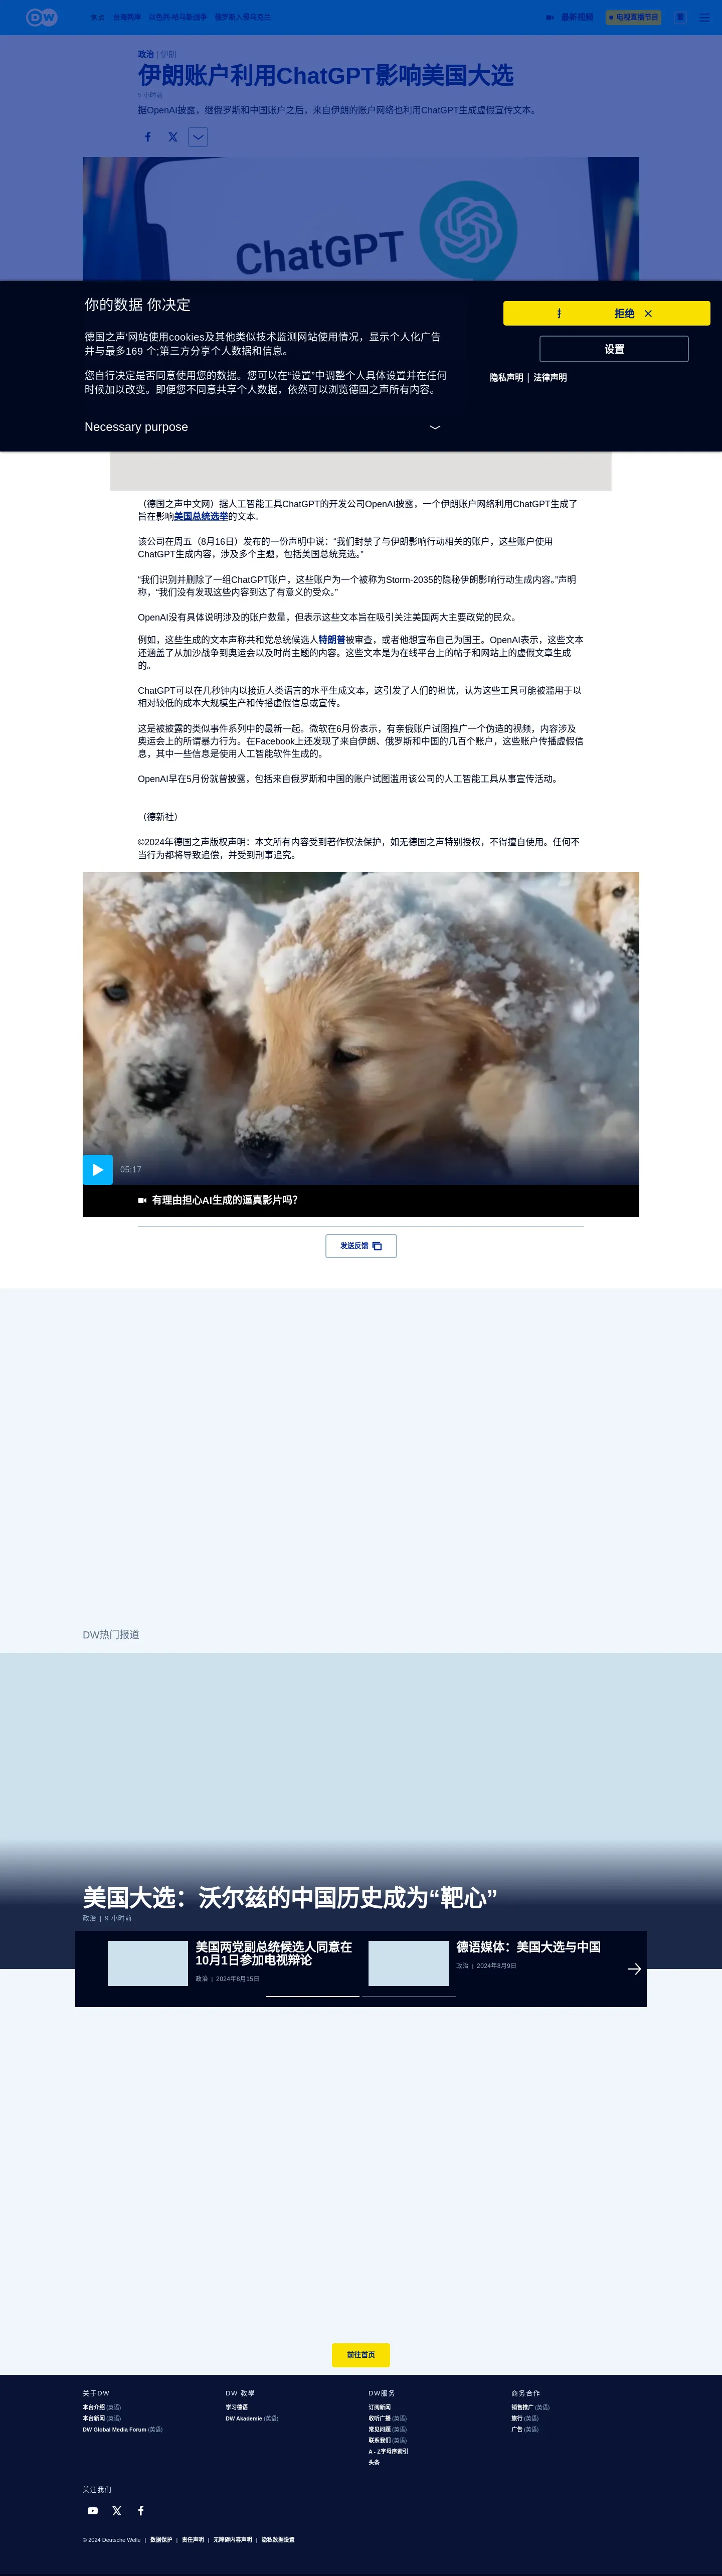 DW
焦点 台海两岸 以色列-哈马斯战争 俄罗斯入侵乌克兰
最新视频
电视直播节目
繁
政治 | 伊朗
伊朗账户利用ChatGPT影响美国大选
5 小时前
据OpenAI披露，继俄罗斯和中国账户之后，来自伊朗的账户网络也利用ChatGPT生成虚假宣传文本。
ChatGPT
你的数据 你决定
德国之声'网站使用cookies及其他类似技术监测网站使用情况，显示个人化广告
并与最多169 个;第三方分享个人数据和信息。
您自行决定是否同意使用您的数据。您可以在“设置”中调整个人具体设置并在任何
时候加以改变。即便您不同意共享个人数据，依然可以浏览德国之声所有内容。
Necessary purpose
拒绝
设置
隐私声明 | 法律声明
（德国之声中文网）据人工智能工具ChatGPT的开发公司OpenAI披露，一个伊朗账户网络利用ChatGPT生成了
旨在影响美国总统选举的文本。
该公司在周五（8月16日）发布的一份声明中说：“我们封禁了与伊朗影响行动相关的账户，这些账户使用
ChatGPT生成内容，涉及多个主题，包括美国总统竞选。”
“我们识别并删除了一组ChatGPT账户，这些账户为一个被称为Storm-2035的隐秘伊朗影响行动生成内容。”声明
称，“我们没有发现这些内容到达了有意义的受众。”
OpenAI没有具体说明涉及的账户数量，但表示这些文本旨在吸引关注美国两大主要政党的民众。
例如，这些生成的文本声称共和党总统候选人特朗普被审查，或者他想宣布自己为国王。OpenAI表示，这些文本
还涵盖了从加沙战争到奥运会以及时尚主题的内容。这些文本是为在线平台上的帖子和网站上的虚假文章生成
的。
ChatGPT可以在几秒钟内以接近人类语言的水平生成文本，这引发了人们的担忧，认为这些工具可能被滥用于以
相对较低的成本大规模生产和传播虚假信息或宣传。
这是被披露的类似事件系列中的最新一起。微软在6月份表示，有亲俄账户试图推广一个伪造的视频，内容涉及
奥运会上的所谓暴力行为。在Facebook上还发现了来自伊朗、俄罗斯和中国的几百个账户，这些账户传播虚假信
息，其中一些信息是使用人工智能软件生成的。
OpenAI早在5月份就曾披露，包括来自俄罗斯和中国的账户试图滥用该公司的人工智能工具从事宣传活动。
（德新社）
©2024年德国之声版权声明：本文所有内容受到著作权法保护，如无德国之声特别授权，不得擅自使用。任何不
当行为都将导致追偿，并受到刑事追究。
05:17
有理由担心AI生成的逼真影片吗？
发送反馈
DW热门报道
美国大选：沃尔兹的中国历史成为“靶心”
政治 | 9 小时前
美国两党副总统候选人同意在
10月1日参加电视辩论
政治 | 2024年8月15日
德语媒体：美国大选与中国
政治 | 2024年8月9日
前往首页
关于DW
本台介绍 (英语)
本台新闻 (英语)
DW Global Media Forum (英语)
DW 教學
学习德语
DW Akademie (英语)
DW服务
订阅新闻
收听广播 (英语)
常见问题 (英语)
联系我们 (英语)
A - Z字母序索引
头条
商务合作
销售推广 (英语)
旅行 (英语)
广告 (英语)
关注我们
© 2024 Deutsche Welle | 数据保护 | 责任声明 | 无障碍内容声明 | 隐私数据设置